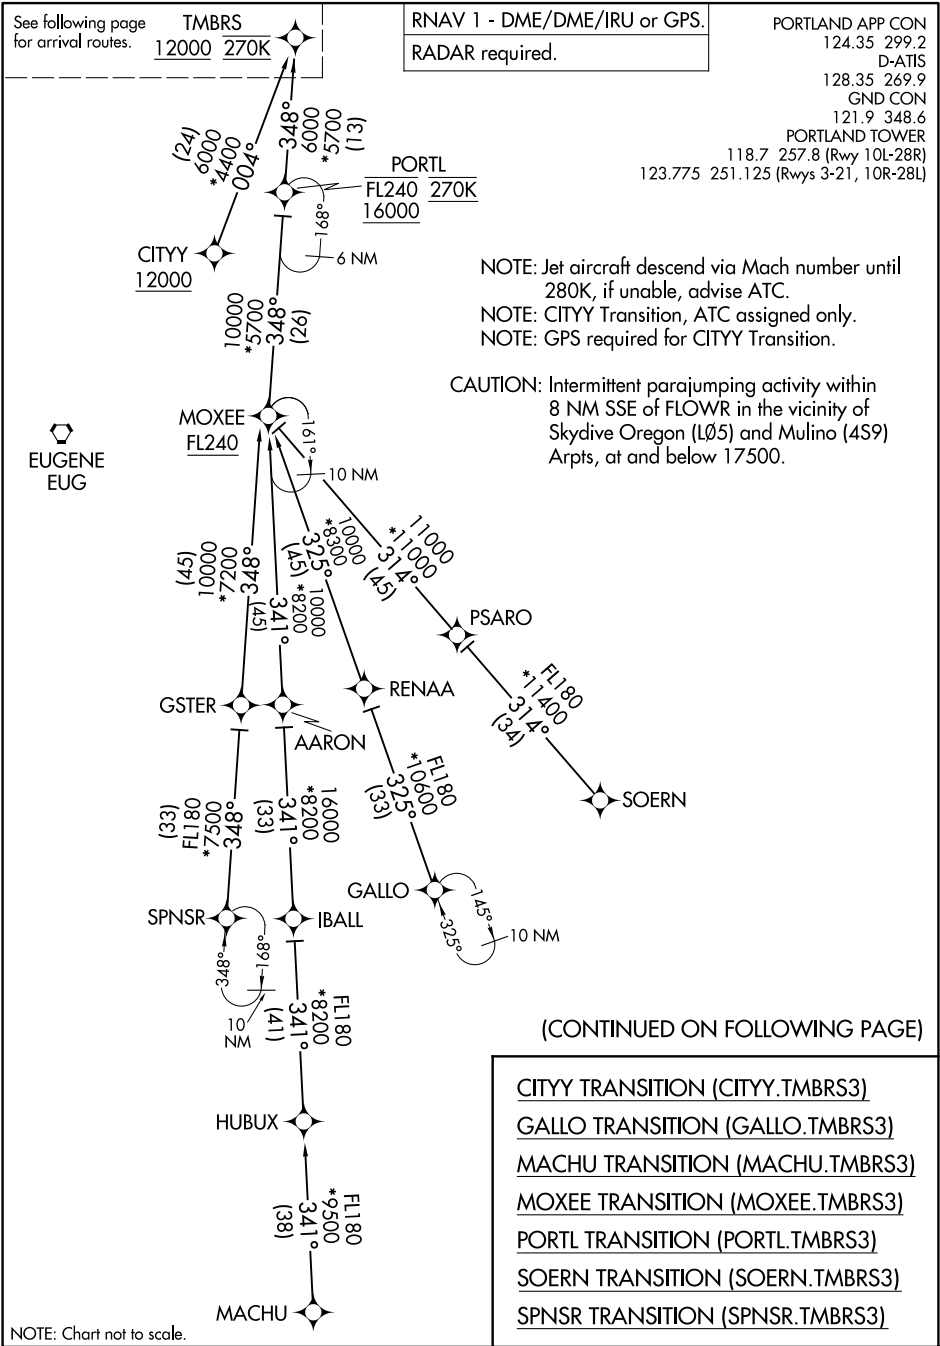 See following page
for arrival routes.
TMBRS
12000 270K
RNAV 1 - DME/DME/IRU or GPS.
RADAR required.
PORTLAND APP CON
124.35 299.2
D-ATIS
128.35 269.9
GND CON
121.9 348.6
PORTLAND TOWER
118.7 257.8 (Rwy 10L-28R)
123.775 251.125 (Rwys 3-21, 10R-28L)
(24)
6000
*4400
004°
348°
6000
*5700
(13)
PORTL
FL240 270K
16000
168°
6 NM
CITYY
12000
NOTE: Jet aircraft descend via Mach number until
280K, if unable, advise ATC.
NOTE: CITYY Transition, ATC assigned only.
NOTE: GPS required for CITYY Transition.
10000
*5700
348°
(26)
CAUTION: Intermittent parajumping activity within
8 NM SSE of FLOWR in the vicinity of
Skydive Oregon (LØ5) and Mulino (4S9)
Arpts, at and below 17500.
MOXEE
FL240
161°
10 NM
EUGENE
EUG
(45)
10000
*7200
348°
10000
*8200
341°
(45)
10000
*8300
325°
(45)
11000
*11000
314°
(45)
PSARO
RENAA
GSTER
AARON
FL180
*11400
314°
(34)
SOERN
(33)
FL180
*7500
348°
16000
*8200
341°
(33)
FL180
*10600
325°
(33)
GALLO
145°
325°
10 NM
SPNSR
IBALL
348°
168°
10
NM
FL180
*8200
341°
(41)
(CONTINUED ON FOLLOWING PAGE)
HUBUX
FL180
*9500
341°
(38)
MACHU
CITYY TRANSITION (CITYY.TMBRS3)
GALLO TRANSITION (GALLO.TMBRS3)
MACHU TRANSITION (MACHU.TMBRS3)
MOXEE TRANSITION (MOXEE.TMBRS3)
PORTL TRANSITION (PORTL.TMBRS3)
SOERN TRANSITION (SOERN.TMBRS3)
SPNSR TRANSITION (SPNSR.TMBRS3)
NOTE: Chart not to scale.